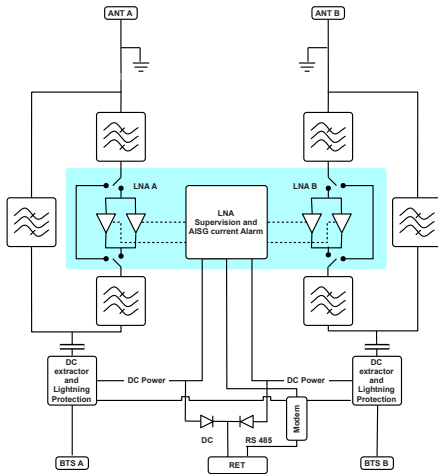 ANT A
ANT B
LNA A
LNA B
LNA
Supervision and
AISG current Alarm
DC
extractor
and
Lightning
Protection
DC
extractor
and
Lightning
Protection
DC Power
DC Power
Modem
DC
RS 485
BTS A
RET
BTS B